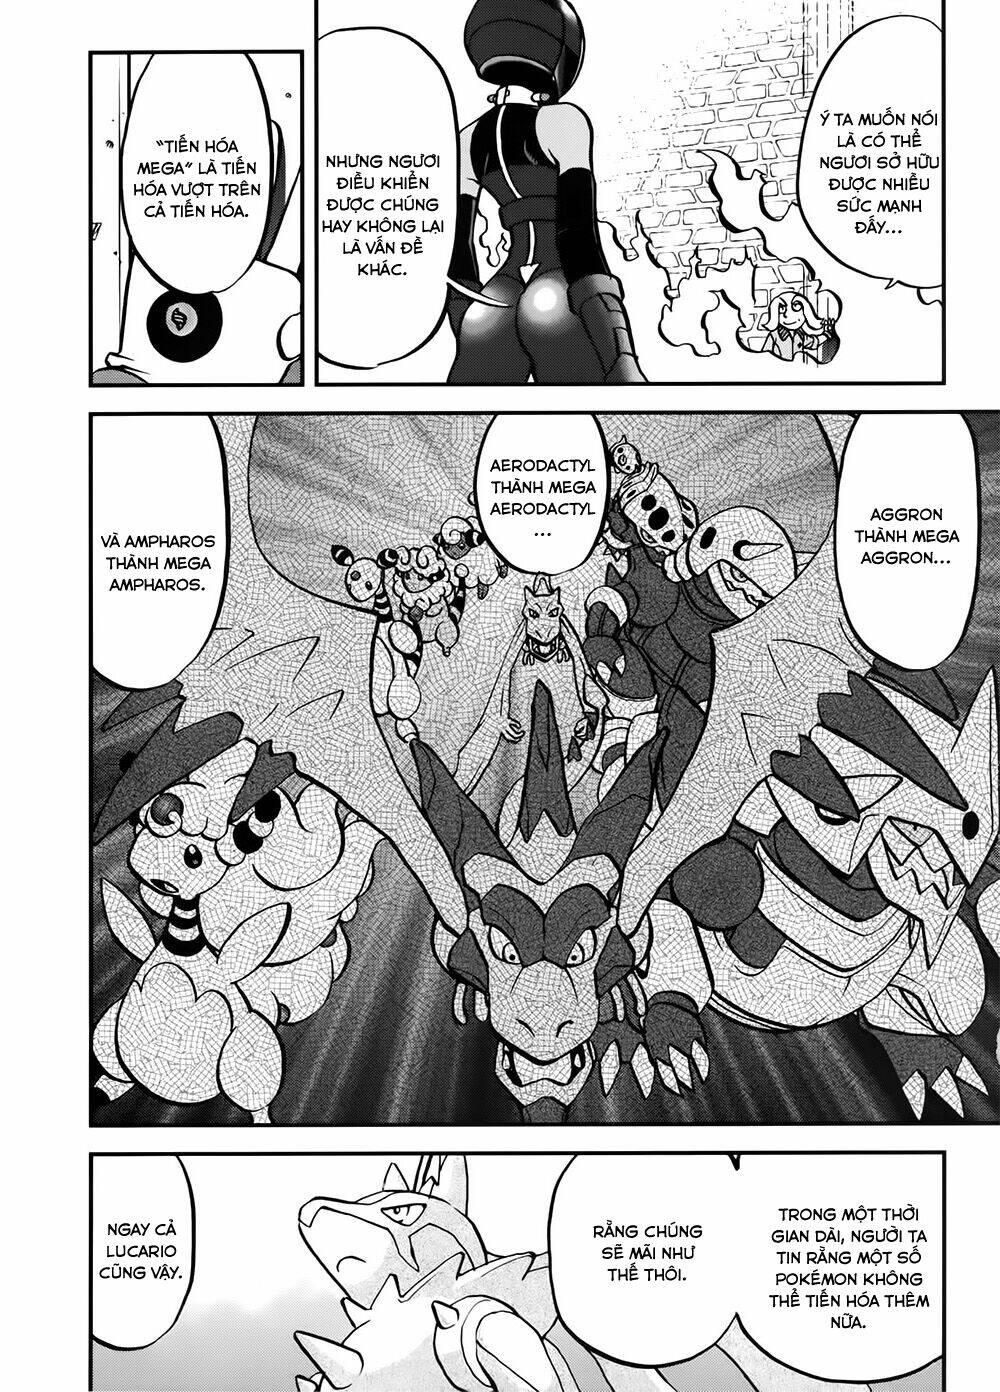 Ý TA MUỐN NÓI
LÀ CÓ THỂ
NGƯƠI SỞ HỮU
ĐƯỢC NHIỀU
SỨC MẠNH
ĐẤY...
NHƯNG NGƯƠI
ĐIỀU KHIỂN
ĐƯỢC CHÚNG
HAY KHÔNG LẠI
LÀ VẤN ĐỀ
KHÁC.
"TIẾN HÓA
MEGA" LÀ TIẾN
HÓA VƯỢT TRÊN
CẢ TIẾN HÓA.
AGGRON
THÀNH MEGA
AGGRON...
AERODACTYL
THÀNH MEGA
AERODACTYL
...
VÀ AMPHAROS
THÀNH MEGA
AMPHAROS.
TRONG MỘT THỜI
GIAN DÀI, NGƯỜI TA
TIN RẰNG MỘT SỐ
POKÉMON KHÔNG
THỂ TIẾN HÓA THÊM
NỮA.
RẰNG CHÚNG
SẼ MÃI NHƯ
THẾ THÔI.
NGAY CẢ
LUCARIO
CŨNG VẬY.